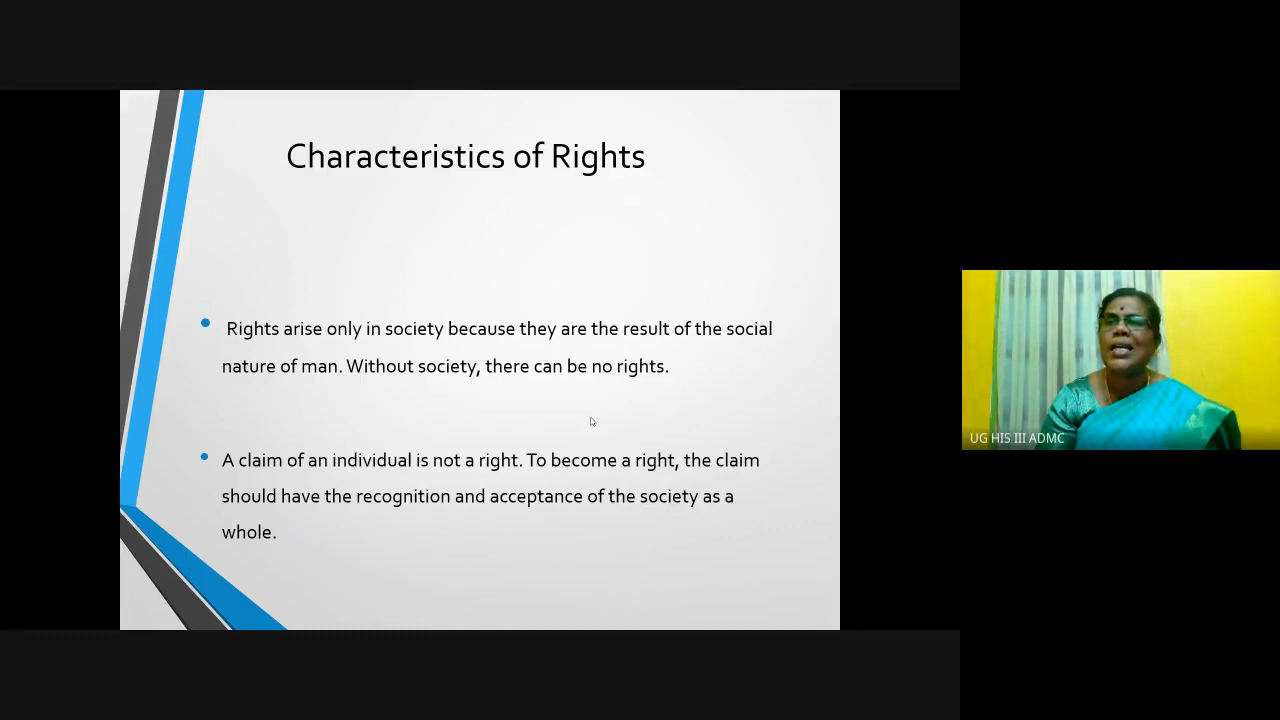 Characteristics of Rights
Rights arise only in society because they are the result of the social
nature of man. Without society, there can be no rights.
A claim of an individual is not a right. To become a right, the claim
should have the recognition and acceptance of the society as a
whole.
UG HIS III ADMC